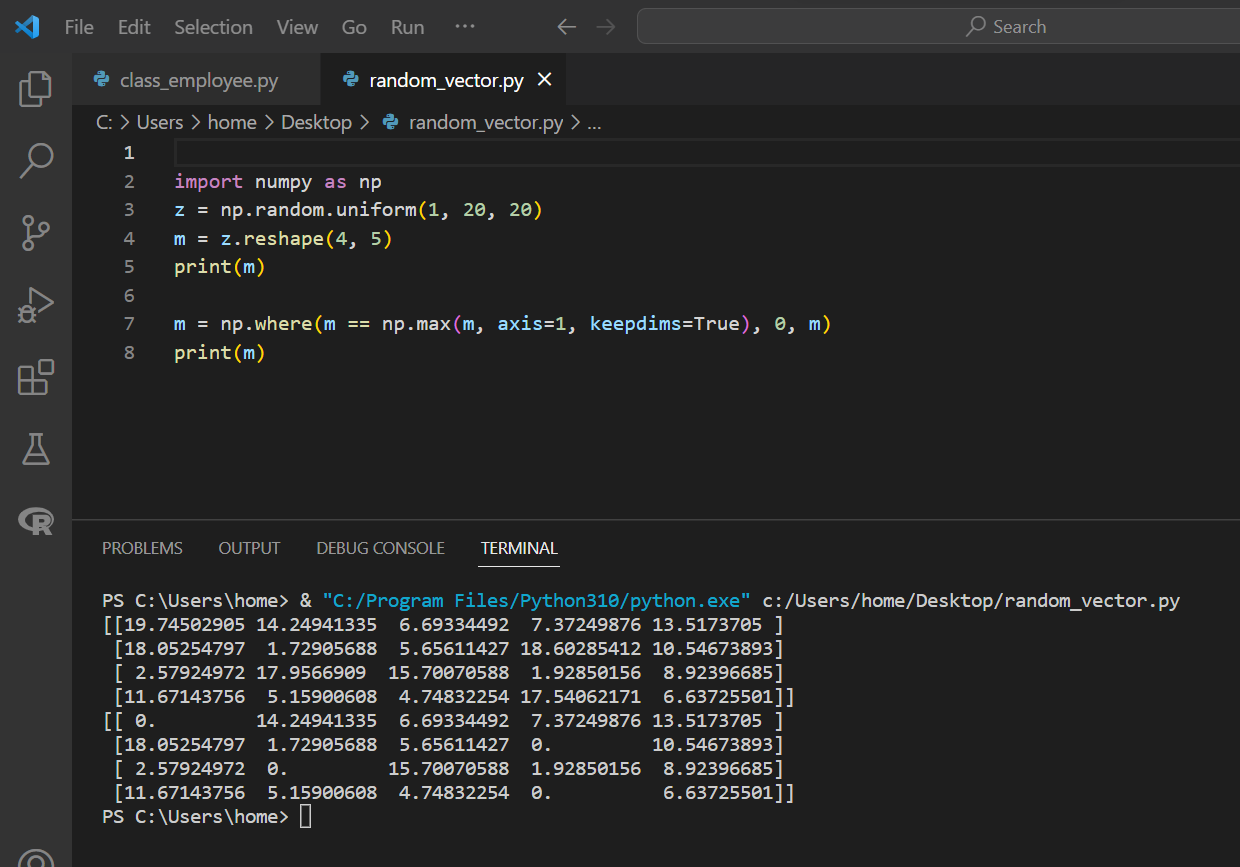 File Edit Selection View Go Run ··· ← → Search
class_employee.py random_vector.py ×
C: > Users > home > Desktop > random_vector.py > ...
1
2 import numpy as np
3 z = np.random.uniform(1, 20, 20)
4 m = z.reshape(4, 5)
5 print(m)
6
7 m = np.where(m == np.max(m, axis=1, keepdims=True), 0, m)
8 print(m)
PROBLEMS OUTPUT DEBUG CONSOLE TERMINAL
PS C:\Users\home> & "C:/Program Files/Python310/python.exe" c:/Users/home/Desktop/random_vector.py
[[19.74502905 14.24941335  6.69334492  7.37249876 13.5173705 ]
 [18.05254797  1.72905688  5.65611427 18.60285412 10.54673893]
 [ 2.57924972 17.9566909  15.70070588  1.92850156  8.92396685]
 [11.67143756  5.15900608  4.74832254 17.54062171  6.63725501]]
[[ 0.         14.24941335  6.69334492  7.37249876 13.5173705 ]
 [18.05254797  1.72905688  5.65611427  0.         10.54673893]
 [ 2.57924972  0.         15.70070588  1.92850156  8.92396685]
 [11.67143756  5.15900608  4.74832254  0.          6.63725501]]
PS C:\Users\home>